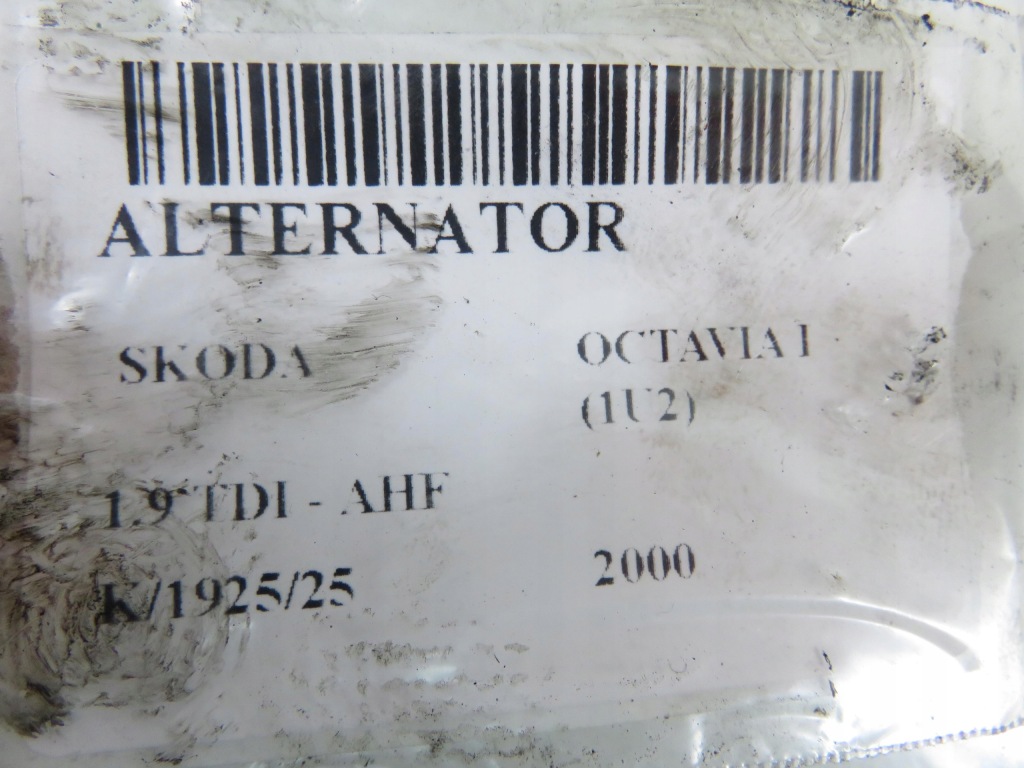 ALTERNATOR
SKODA OCTAVIA I
(1U2)
1.9 TDI - AHF
K/1925/25 2000